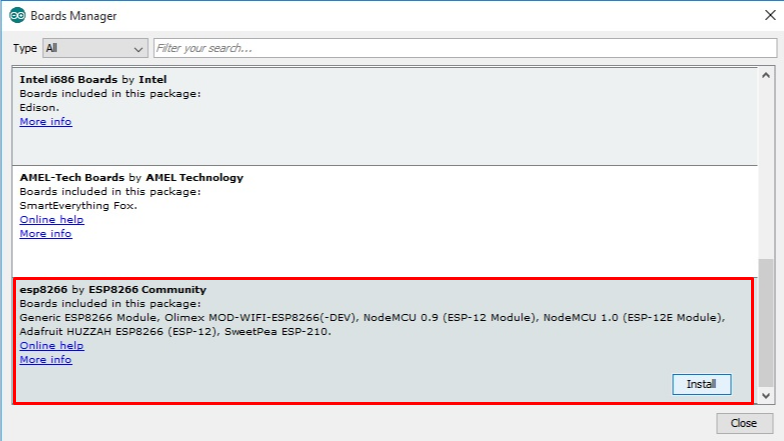 Boards Manager
Type All Filter your search...
Intel i686 Boards by Intel
Boards included in this package:
Edison.
More info
AMEL-Tech Boards by AMEL Technology
Boards included in this package:
SmartEverything Fox.
Online help
More info
esp8266 by ESP8266 Community
Boards included in this package:
Generic ESP8266 Module, Olimex MOD-WIFI-ESP8266(-DEV), NodeMCU 0.9 (ESP-12 Module), NodeMCU 1.0 (ESP-12E Module),
Adafruit HUZZAH ESP8266 (ESP-12), SweetPea ESP-210.
Online help
More info
Install
Close